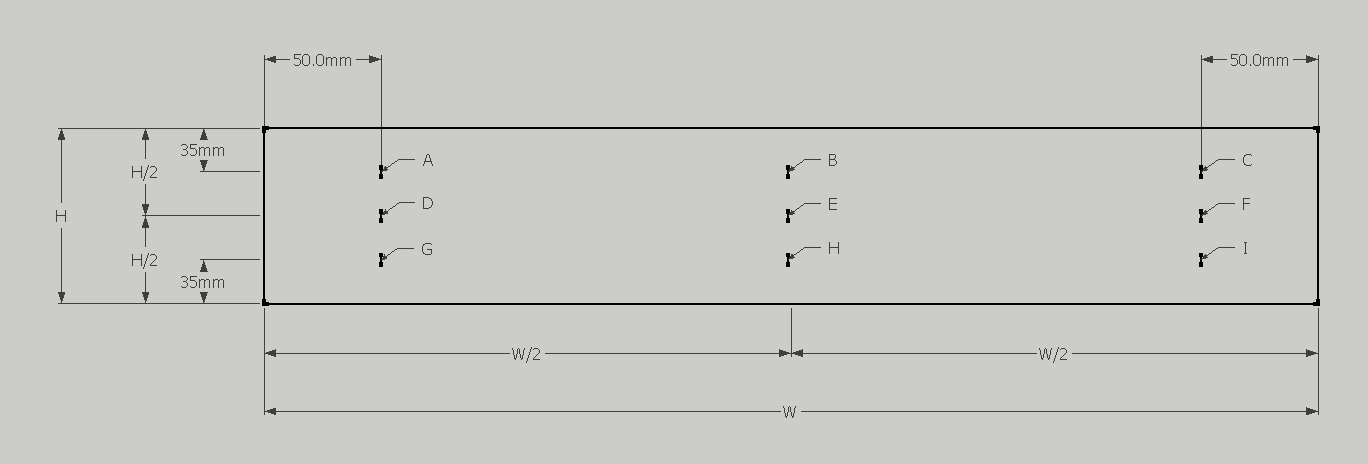 50.0mm 50.0mm
35mm A B C
H/2
H D E F
H/2 G H I
35mm
W/2 W/2
W